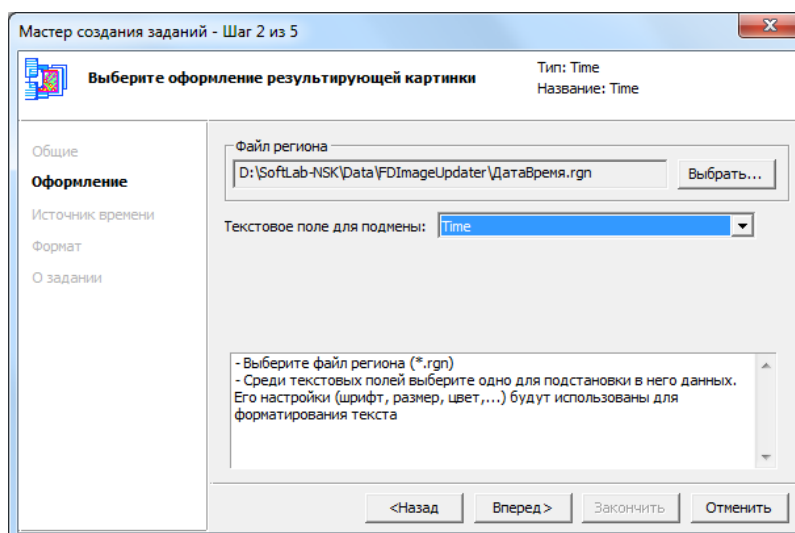 Мастер создания заданий - Шаг 2 из 5
Выберите оформление результирующей картинки
Тип: Time
Название: Time
Общие
Оформление
Источник времени
Формат
О задании
Файл региона
D:\SoftLab-NSK\Data\FDImageUpdater\ДатаВремя.rgn
Выбрать...
Текстовое поле для подмены:
Time
- Выберите файл региона (*.rgn)
- Среди текстовых полей выберите одно для подстановки в него данных.
Его настройки (шрифт, размер, цвет,...) будут использованы для
форматирования текста
<Назад
Вперед>
Закончить
Отменить